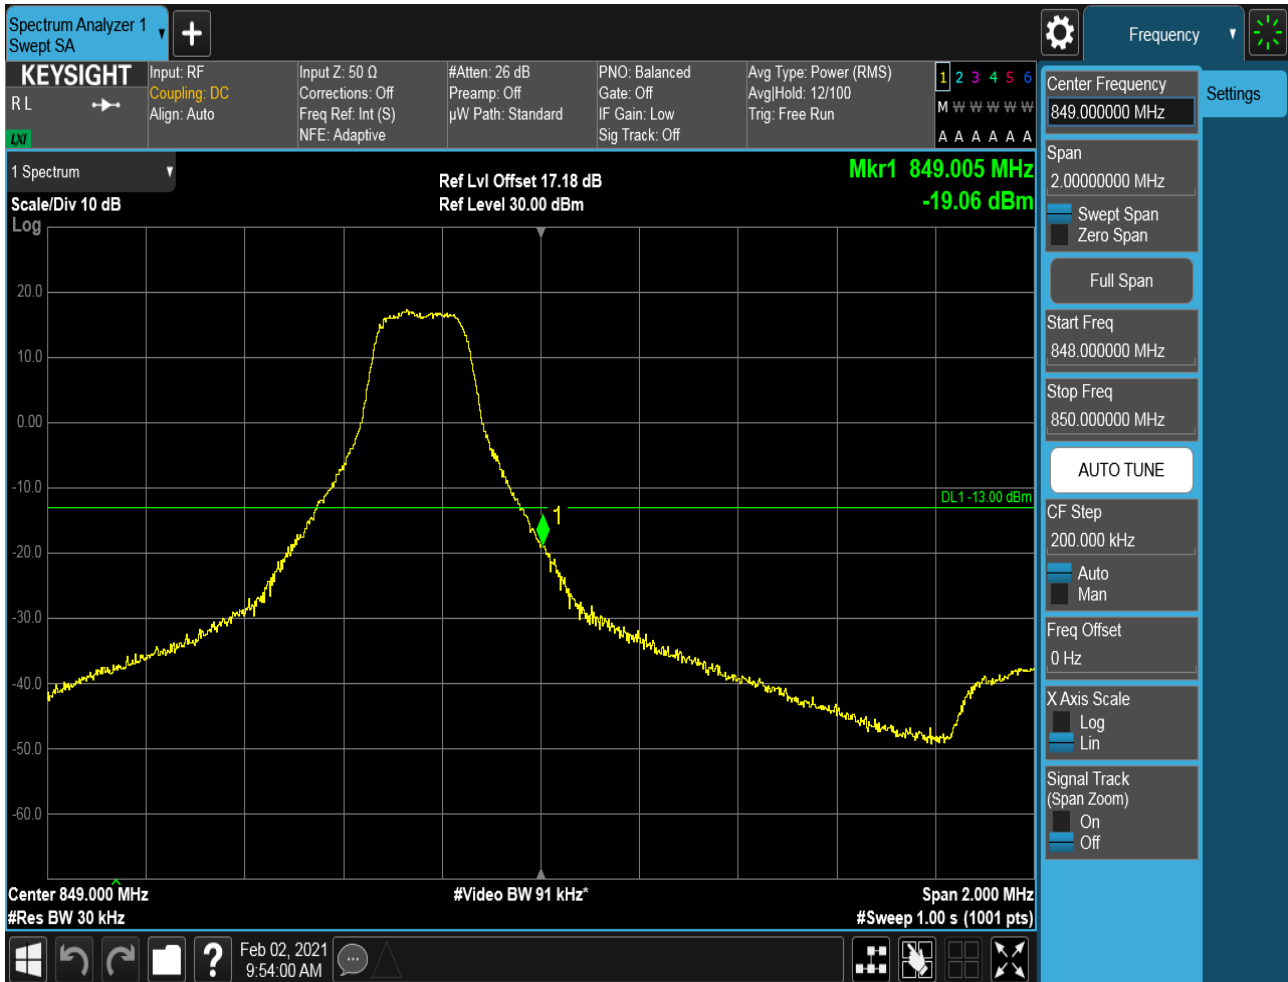 Spectrum Analyzer 1
Swept SA
Frequency
KEYSIGHT
R L
LXI
Input: RF
Coupling: DC
Align: Auto
Input Z: 50 Ω
Corrections: Off
Freq Ref: Int (S)
NFE: Adaptive
#Atten: 26 dB
Preamp: Off
µW Path: Standard
PNO: Balanced
Gate: Off
IF Gain: Low
Sig Track: Off
Avg Type: Power (RMS)
Avg|Hold: 12/100
Trig: Free Run
1 2 3 4 5 6
M W W W W W
A A A A A A
1 Spectrum
Scale/Div 10 dB
Log
Ref Lvl Offset 17.18 dB
Ref Level 30.00 dBm
Mkr1 849.005 MHz
-19.06 dBm
20.0
10.0
0.00
-10.0
-20.0
-30.0
-40.0
-50.0
-60.0
DL1 -13.00 dBm
1
Center 849.000 MHz
#Res BW 30 kHz
#Video BW 91 kHz*
Span 2.000 MHz
#Sweep 1.00 s (1001 pts)
Center Frequency
849.000000 MHz
Settings
Span
2.00000000 MHz
Swept Span
Zero Span
Full Span
Start Freq
848.000000 MHz
Stop Freq
850.000000 MHz
AUTO TUNE
CF Step
200.000 kHz
Auto
Man
Freq Offset
0 Hz
X Axis Scale
Log
Lin
Signal Track
(Span Zoom)
On
Off
?
Feb 02, 2021
9:54:00 AM